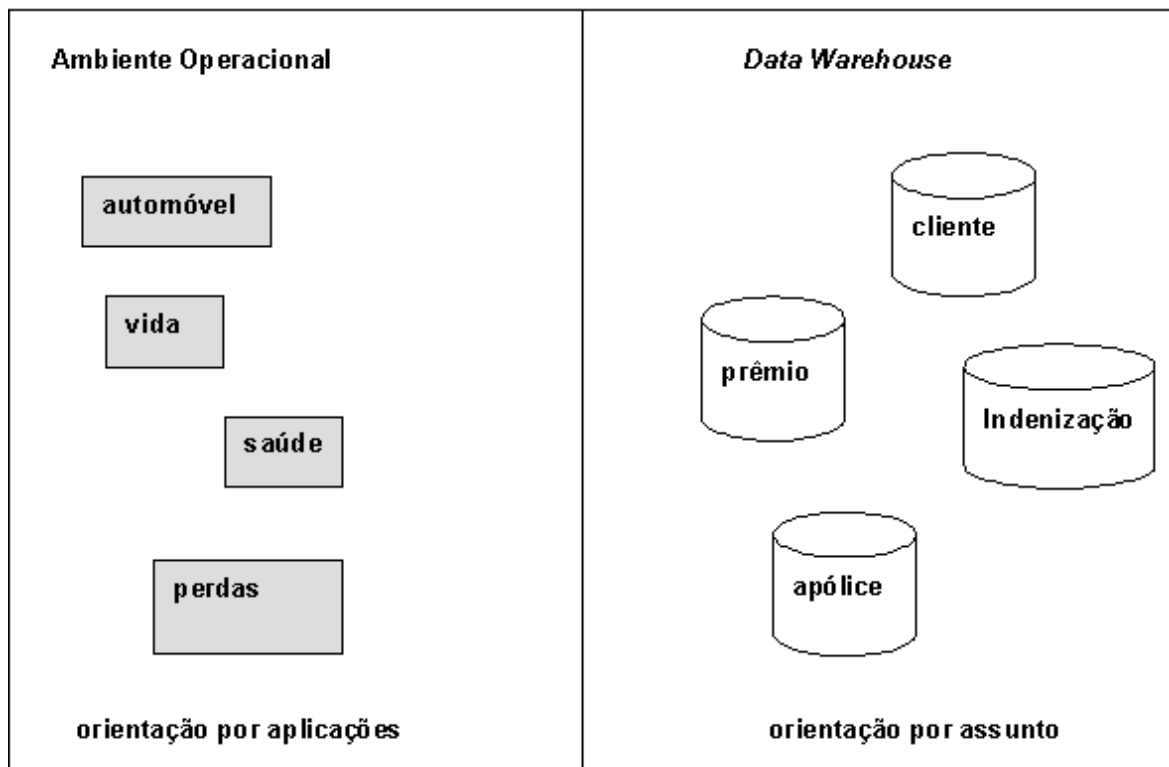 Ambiente Operacional
automóvel
vida
saúde
perdas
orientação por aplicações
Data Warehouse
cliente
prêmio
Indenização
apólice
orientação por assunto